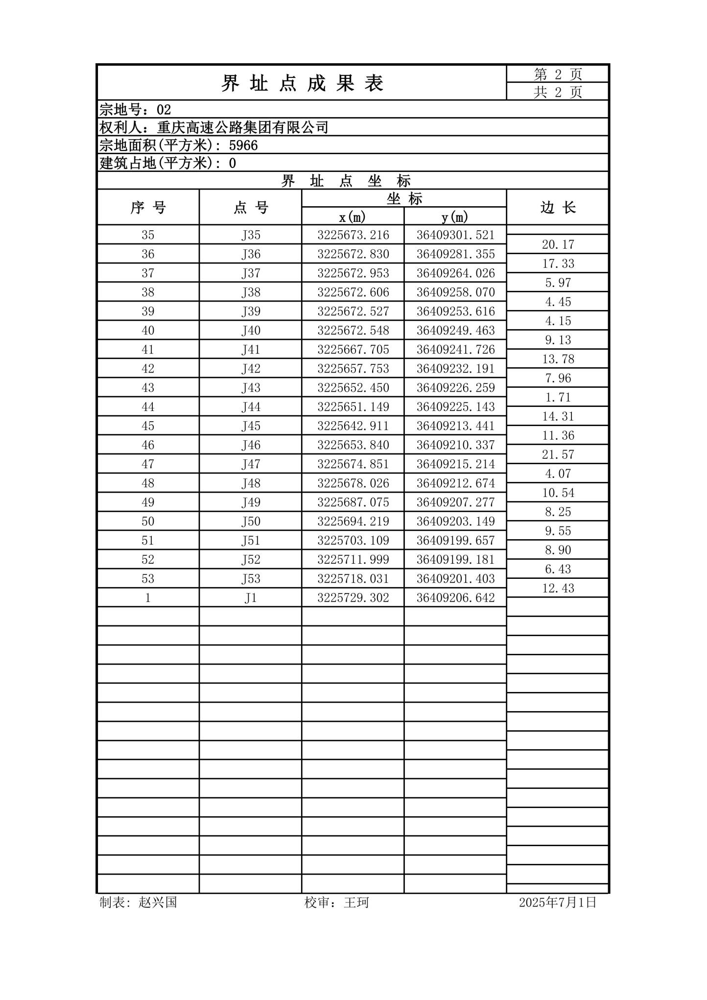 界 址 点 成 果 表
第 2 页
共 2 页
宗地号：02
权利人：重庆高速公路集团有限公司
宗地面积(平方米): 5966
建筑占地(平方米): 0
界 址 点 坐 标
序 号 点 号 坐 标 边 长
x(m) y(m)
35 J35 3225673.216 36409301.521
20.17
36 J36 3225672.830 36409281.355
17.33
37 J37 3225672.953 36409264.026
5.97
38 J38 3225672.606 36409258.070
4.45
39 J39 3225672.527 36409253.616
4.15
40 J40 3225672.548 36409249.463
9.13
41 J41 3225667.705 36409241.726
13.78
42 J42 3225657.753 36409232.191
7.96
43 J43 3225652.450 36409226.259
1.71
44 J44 3225651.149 36409225.143
14.31
45 J45 3225642.911 36409213.441
11.36
46 J46 3225653.840 36409210.337
21.57
47 J47 3225674.851 36409215.214
4.07
48 J48 3225678.026 36409212.674
10.54
49 J49 3225687.075 36409207.277
8.25
50 J50 3225694.219 36409203.149
9.55
51 J51 3225703.109 36409199.657
8.90
52 J52 3225711.999 36409199.181
6.43
53 J53 3225718.031 36409201.403
12.43
1 J1 3225729.302 36409206.642
制表: 赵兴国 校审：王珂 2025年7月1日